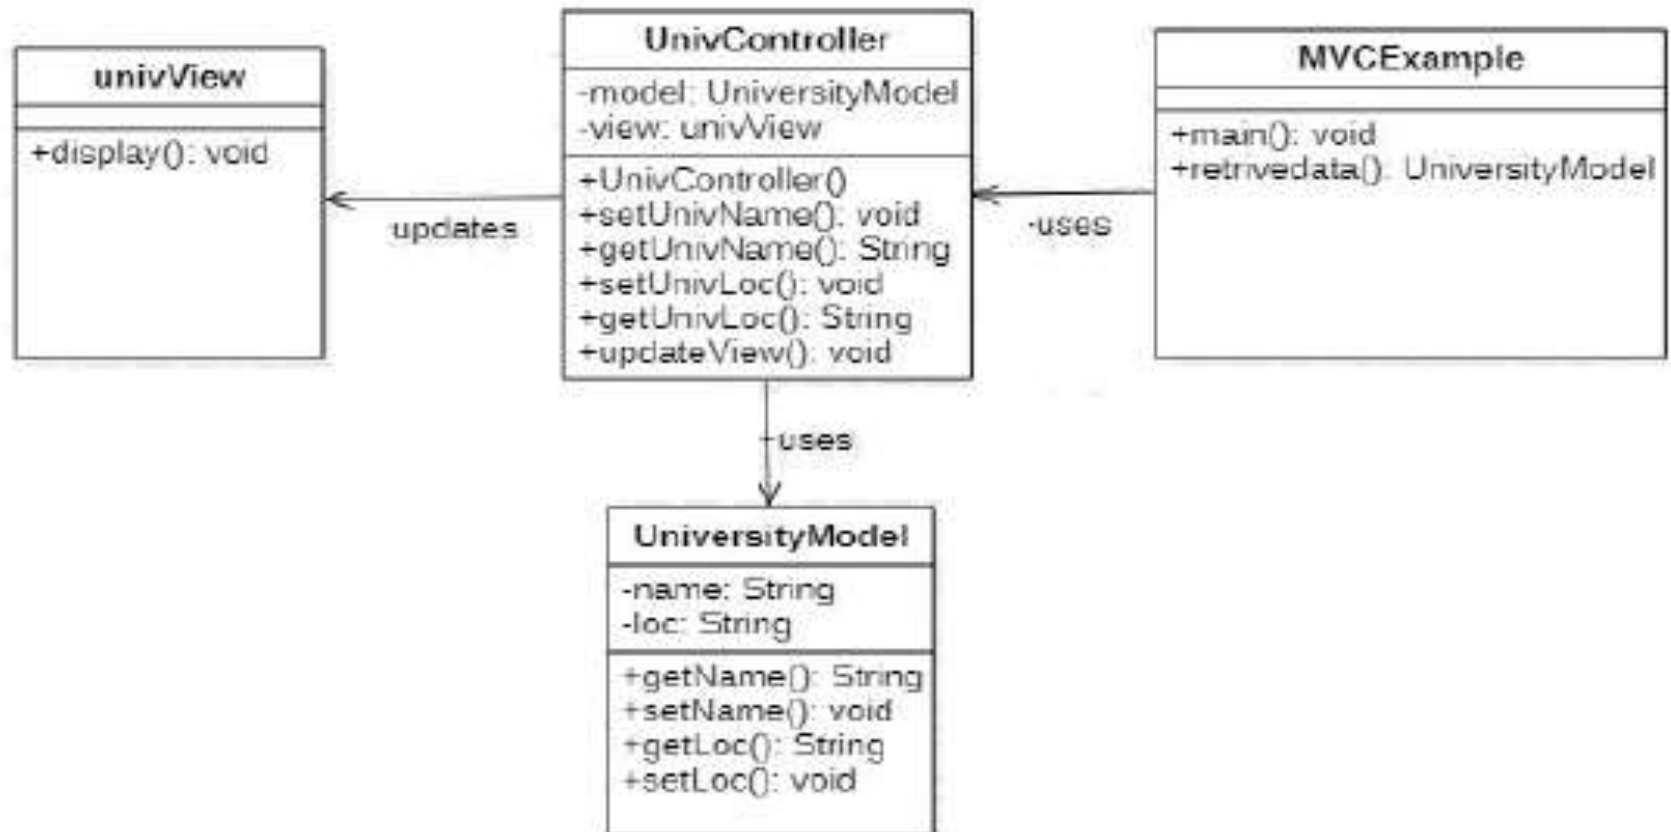 univView
+display(): void
updates
UnivController
-model: UniversityModel
-view: univView
+UnivController()
+setUnivName(): void
+getUnivName(): String
+setUnivLoc(): void
+getUnivLoc(): String
+updateView(): void
-uses
MVCExample
+main(): void
+retrivedata(): UniversityModel
+uses
UniversityModel
-name: String
-loc: String
+getName(): String
+setName(): void
+getLoc(): String
+setLoc(): void